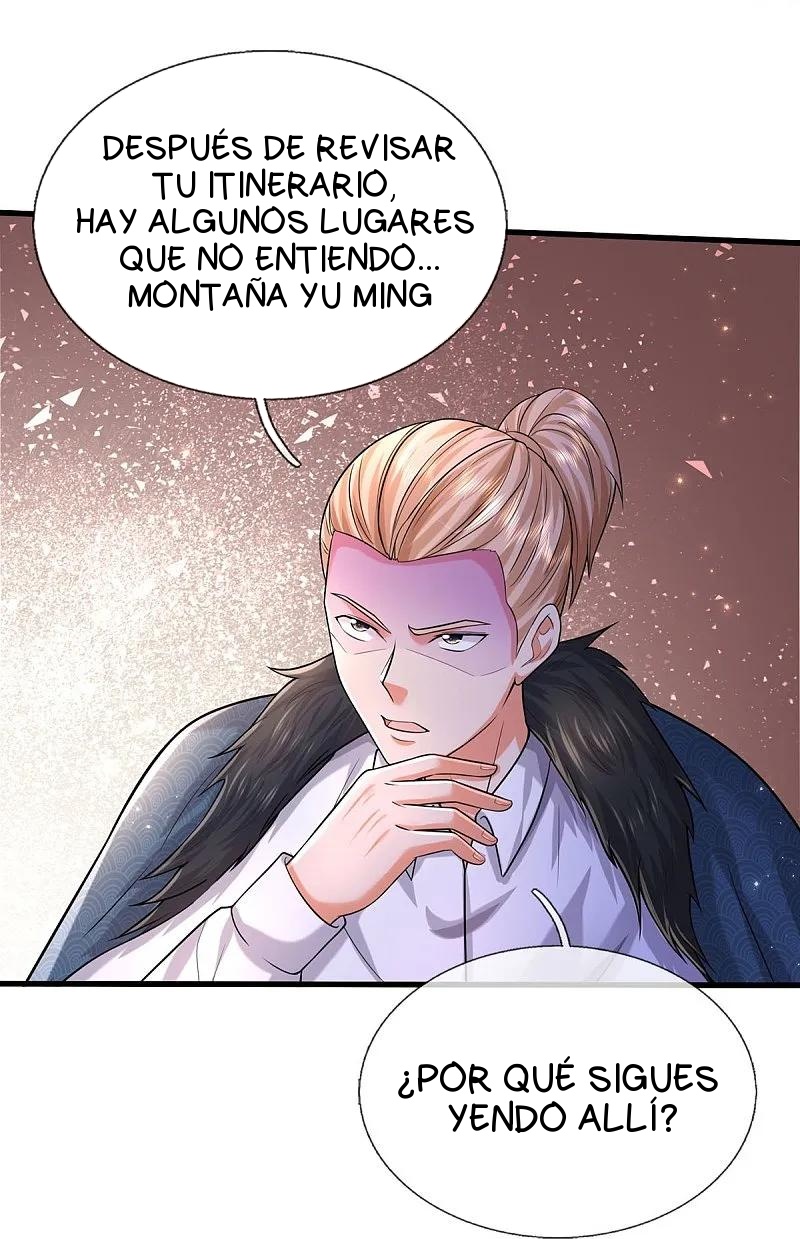 DESPUÉS DE REVISAR
TU ITINERARIO,
HAY ALGUNOS LUGARES
QUE NO ENTIENDO...
MONTAÑA YU MING
¿POR QUÉ SIGUES
YENDO ALLÍ?